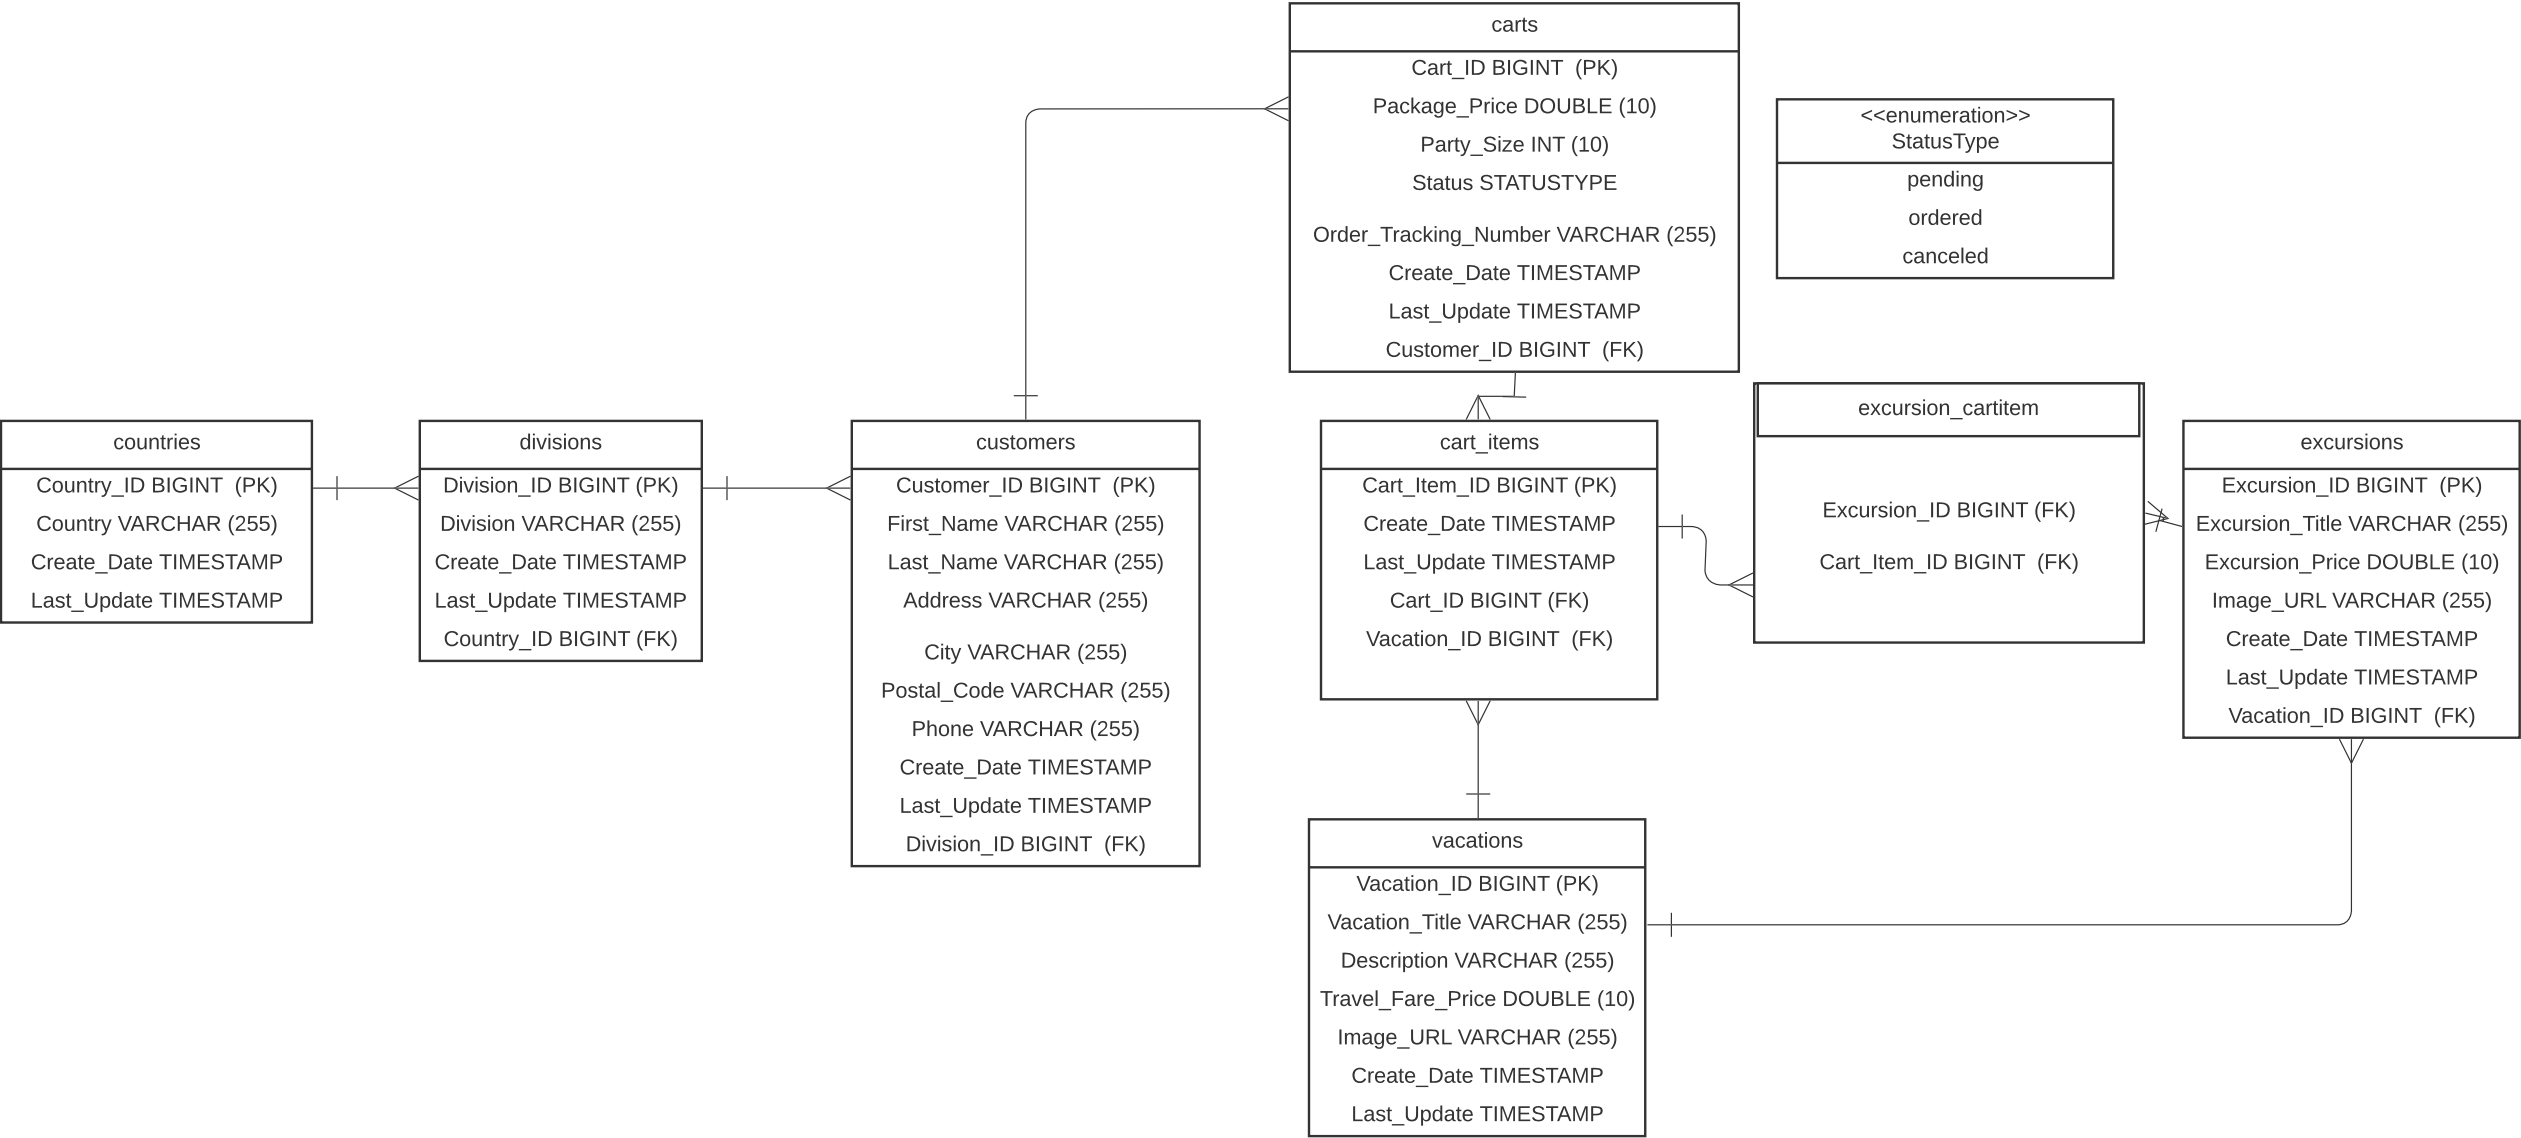 carts
Cart_ID BIGINT  (PK)
Package_Price DOUBLE (10)
Party_Size INT (10)
Status STATUSTYPE
Order_Tracking_Number VARCHAR (255)
Create_Date TIMESTAMP
Last_Update TIMESTAMP
Customer_ID BIGINT  (FK)
<<enumeration>>
StatusType
pending
ordered
canceled
countries
Country_ID BIGINT  (PK)
Country VARCHAR (255)
Create_Date TIMESTAMP
Last_Update TIMESTAMP
divisions
Division_ID BIGINT (PK)
Division VARCHAR (255)
Create_Date TIMESTAMP
Last_Update TIMESTAMP
Country_ID BIGINT (FK)
customers
Customer_ID BIGINT  (PK)
First_Name VARCHAR (255)
Last_Name VARCHAR (255)
Address VARCHAR (255)
City VARCHAR (255)
Postal_Code VARCHAR (255)
Phone VARCHAR (255)
Create_Date TIMESTAMP
Last_Update TIMESTAMP
Division_ID BIGINT  (FK)
cart_items
Cart_Item_ID BIGINT (PK)
Create_Date TIMESTAMP
Last_Update TIMESTAMP
Cart_ID BIGINT (FK)
Vacation_ID BIGINT  (FK)
excursion_cartitem
Excursion_ID BIGINT (FK)
Cart_Item_ID BIGINT  (FK)
excursions
Excursion_ID BIGINT  (PK)
Excursion_Title VARCHAR (255)
Excursion_Price DOUBLE (10)
Image_URL VARCHAR (255)
Create_Date TIMESTAMP
Last_Update TIMESTAMP
Vacation_ID BIGINT  (FK)
vacations
Vacation_ID BIGINT (PK)
Vacation_Title VARCHAR (255)
Description VARCHAR (255)
Travel_Fare_Price DOUBLE (10)
Image_URL VARCHAR (255)
Create_Date TIMESTAMP
Last_Update TIMESTAMP